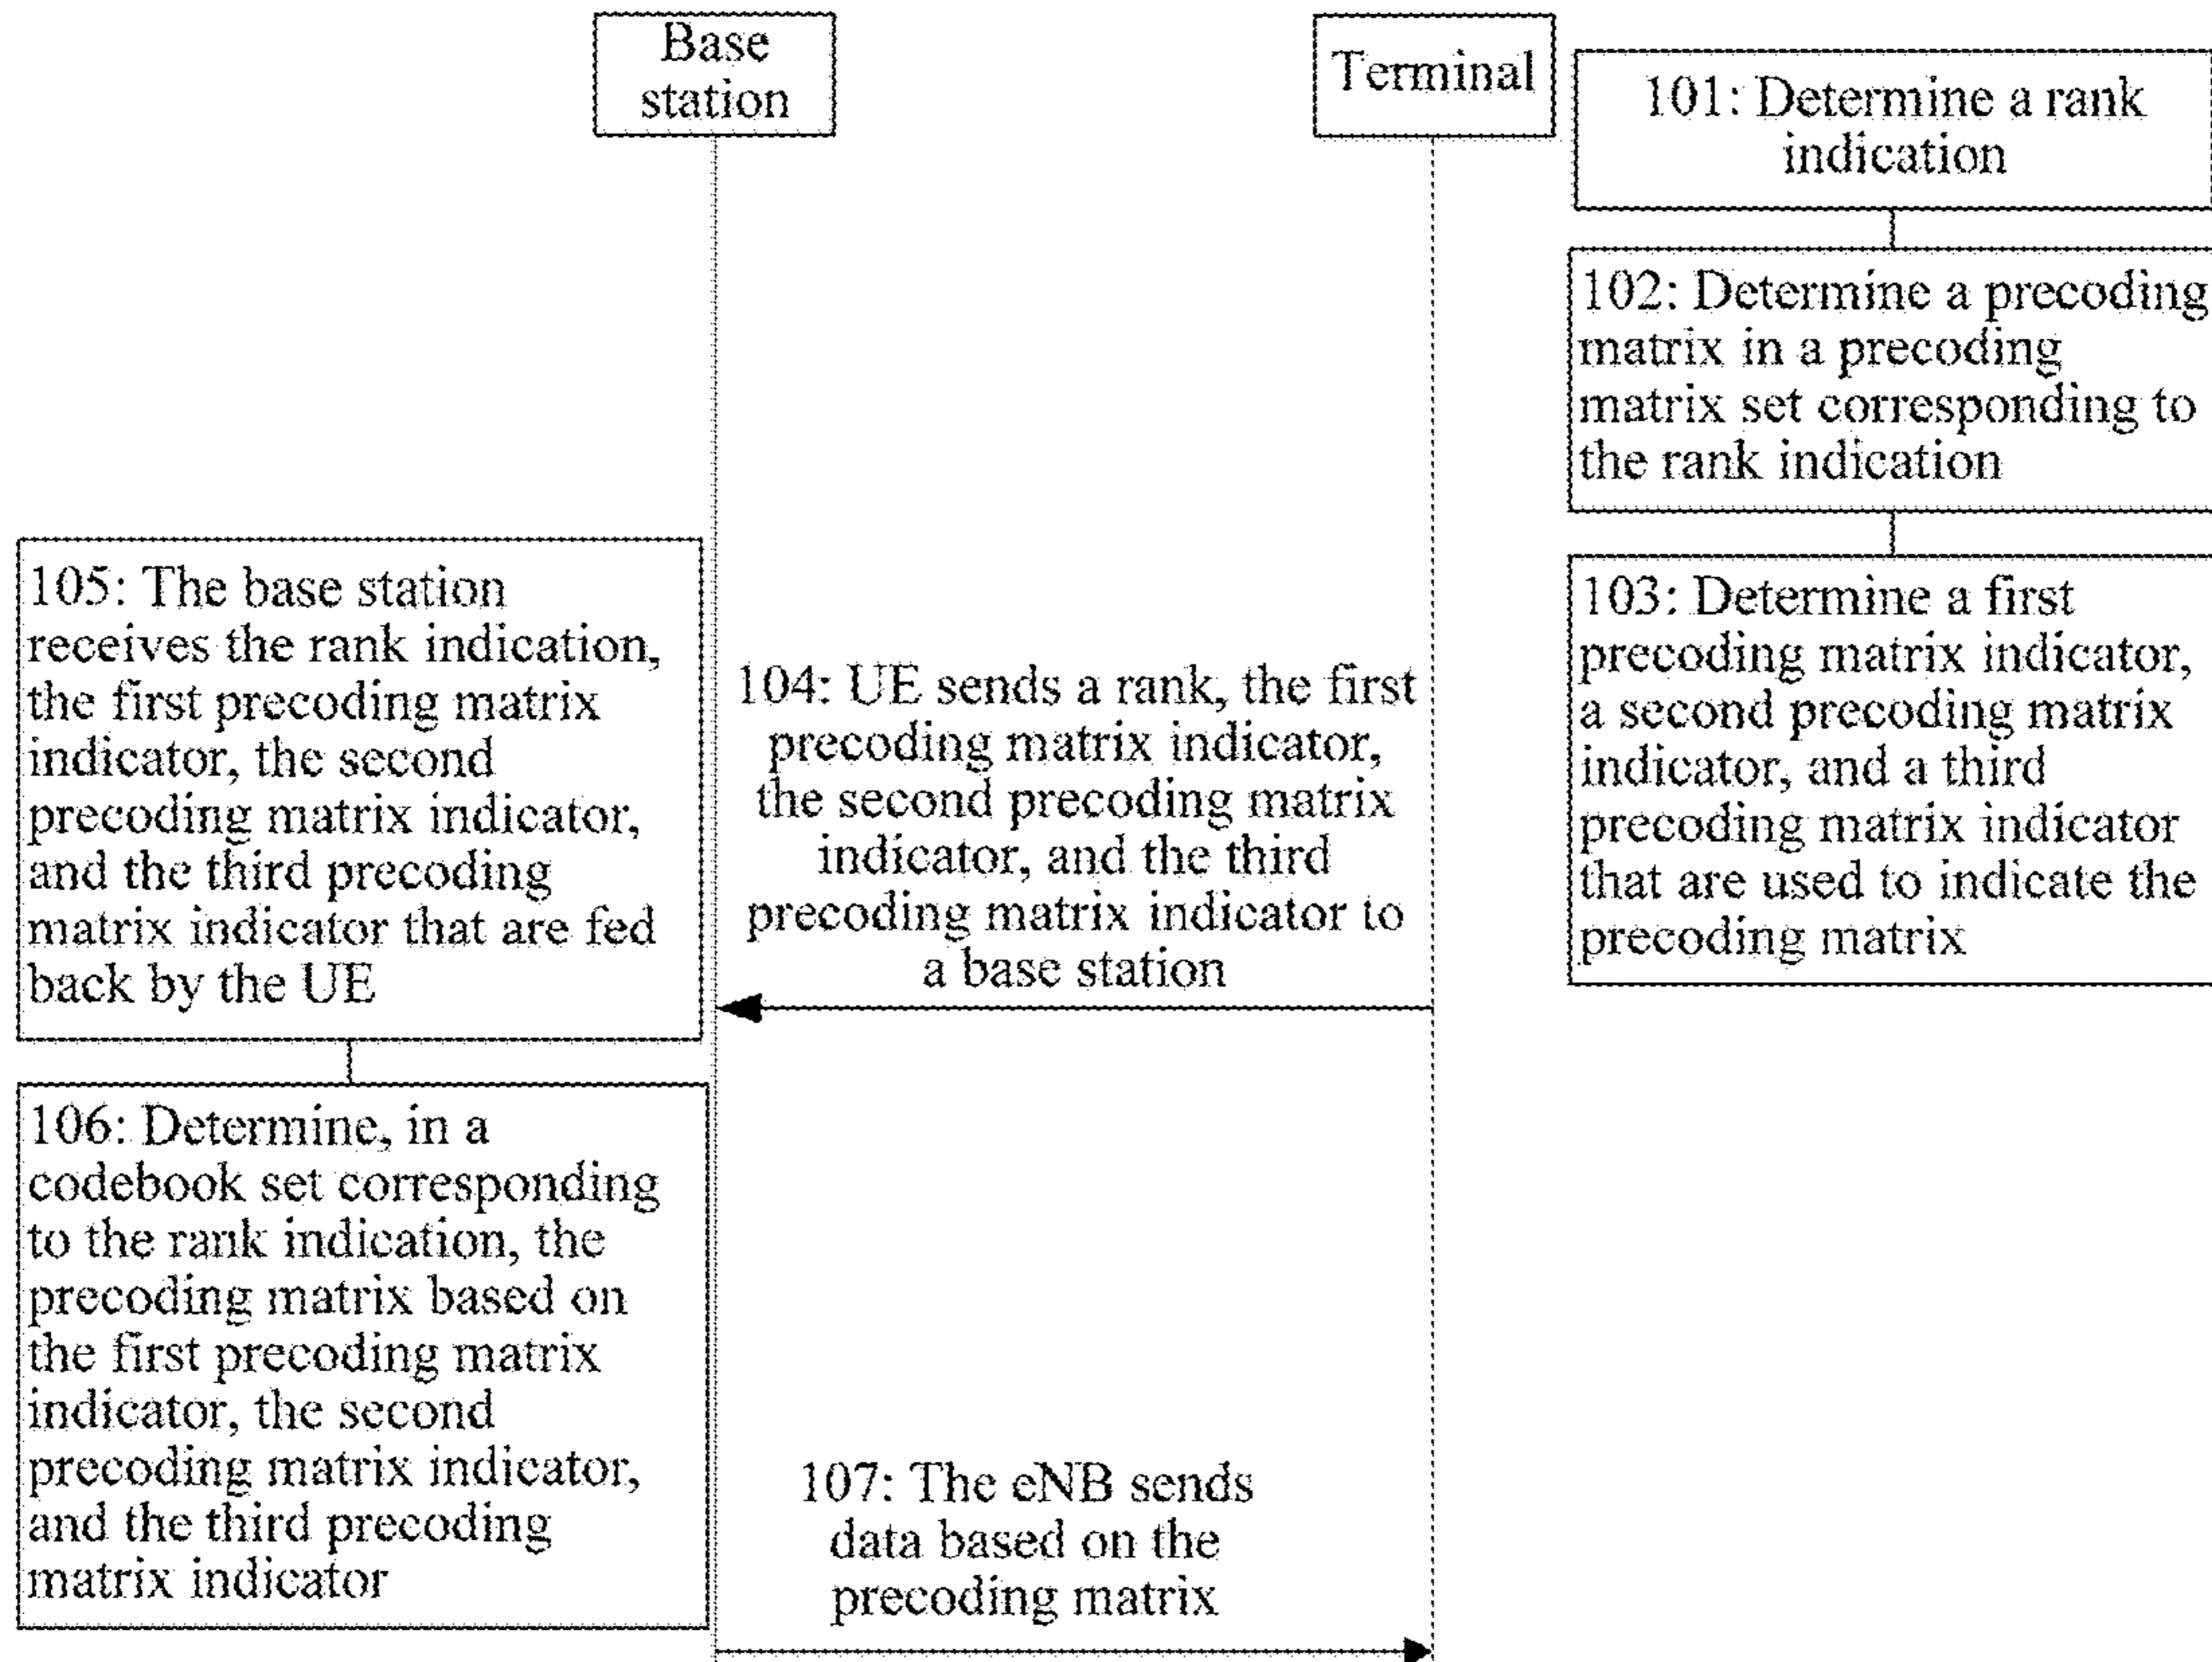 Base
station
Terminal
101: Determine a rank
indication
102: Determine a precoding
matrix in a precoding
matrix set corresponding to
the rank indication
103: Determine a first
precoding matrix indicator,
a second precoding matrix
indicator, and a third
precoding matrix indicator
that are used to indicate the
precoding matrix
104: UE sends a rank, the first
precoding matrix indicator,
the second precoding matrix
indicator, and the third
precoding matrix indicator to
a base station
105: The base station
receives the rank indication,
the first precoding matrix
indicator, the second
precoding matrix indicator,
and the third precoding
matrix indicator that are fed
back by the UE
106: Determine, in a
codebook set corresponding
to the rank indication, the
precoding matrix based on
the first precoding matrix
indicator, the second
precoding matrix indicator,
and the third precoding
matrix indicator
107: The eNB sends
data based on the
precoding matrix